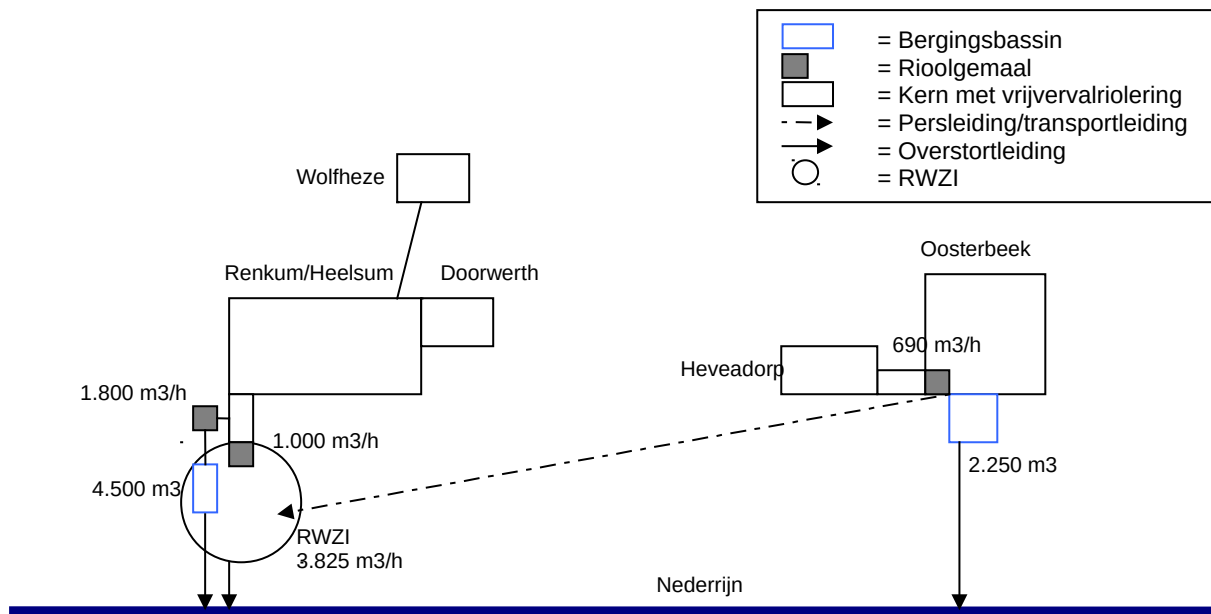 = Bergingsbassin
= Rioolgemaal
= Kern met vrijvervalriolering
= Persleiding/transportleiding
= Overstortleiding
= RWZI
Wolfheze
Oosterbeek
Renkum/Heelsum
Doorwerth
690 m3/h
Heveadorp
1.800 m3/h
1.000 m3/h
2.250 m3
4.500 m3
RWZI
3.825 m3/h
Nederrijn